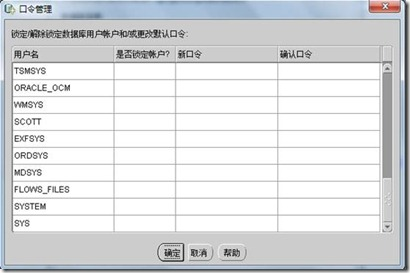 口令管理
锁定/解除锁定数据库用户帐户和/或更改默认口令:
用户名 是否锁定帐户? 新口令 确认口令
TSMSYS
ORACLE_OCM
WMSYS
SCOTT
EXFSYS
ORDSYS
MDSYS
FLOWS_FILES
SYSTEM
SYS
确定 取消 帮助